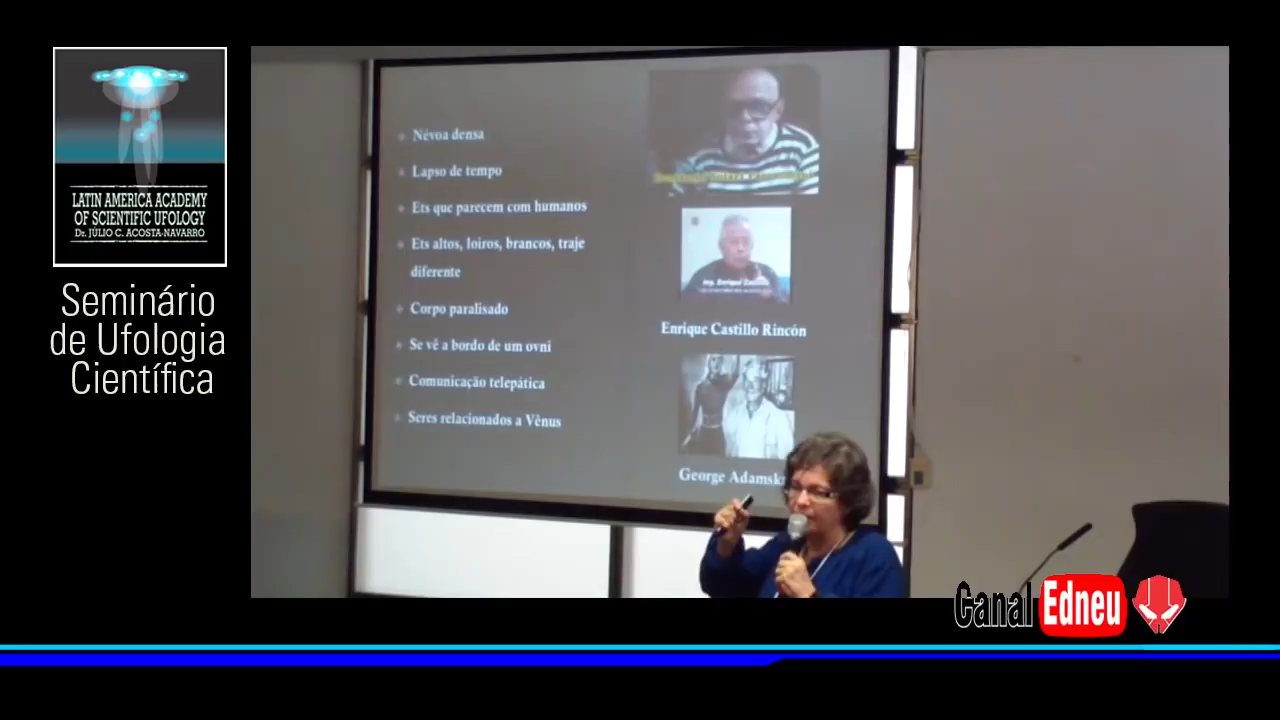 LATIN AMERICA ACADEMY
OF SCIENTIFIC UFOLOGY
Dr. JÚLIO C. ACOSTA-NAVARRO
Seminário
de Ufologia
Científica
Névoa densa
Lapso de tempo
Ets que parecem com humanos
Ets altos, loiros, brancos, traje
diferente
Corpo paralisado
Se vê a bordo de um ovni
Comunicação telepática
Seres relacionados a Vênus
Enrique Castillo Rincón
George Adamsk
Canal Edneu